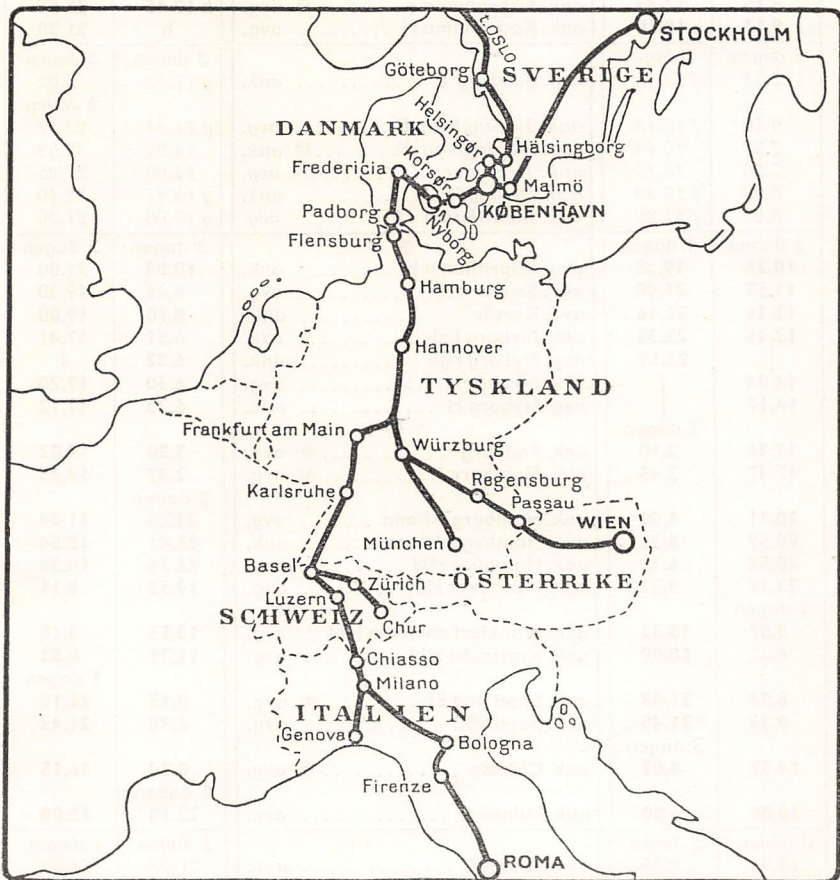 t.OSLO
STOCKHOLM
Göteborg
SVERIGE
Helsingør
DANMARK
Hälsingborg
Korsør
Fredericia
Malmö
KØBENHAVN
Nyborg
Padborg
Flensburg
Hamburg
Hannover
TYSKLAND
Frankfurt am Main
Würzburg
Regensburg
Karlsruhe
Passau
WIEN
München
Basel
ÖSTERRIKE
Zürich
Luzern
SCHWEIZ
Chur
Chiasso
Milano
ITALIEN
Genova
Bologna
Firenze
ROMA